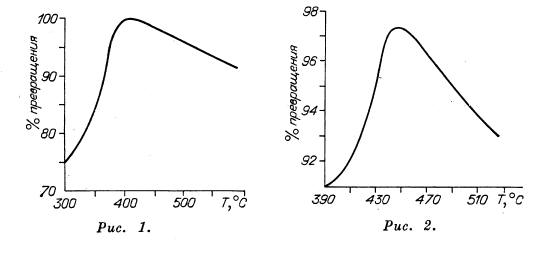 % превращения
100
90
80
70
300
400
500
T,°C
Рис. 1.
% превращения
98
96
94
92
390
430
470
510
T,°C
Рис. 2.